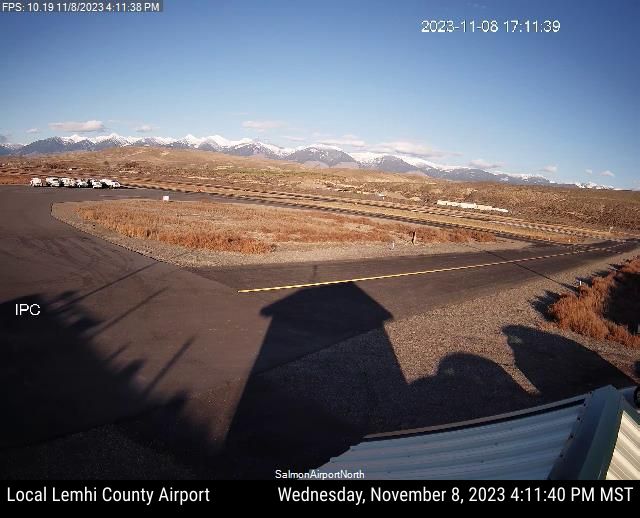 FPS: 10.19 11/8/2023 4:11:38 PM
2023-11-08 17:11:39
IPC
SalmonAirportNorth
Local Lemhi County Airport
Wednesday, November 8, 2023 4:11:40 PM MST